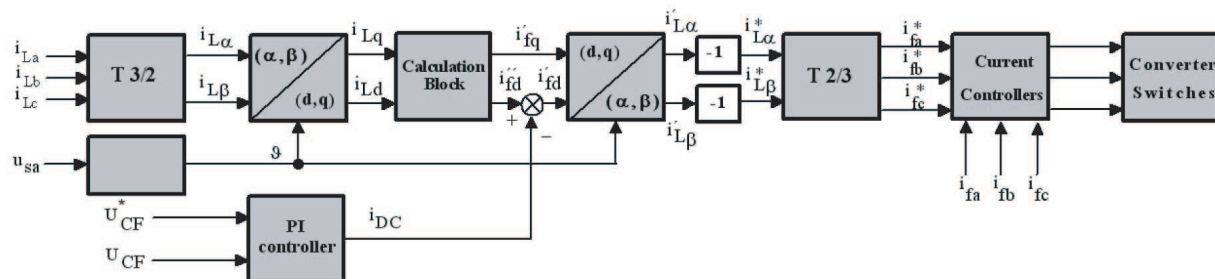 i_La
i_Lb
i_Lc
T 3/2
i_Lα
i_Lβ
(α,β)
(d,q)
i_Lq
i_Ld
Calculation
Block
i´_fq
i´´_fd
i´_fd
+
−
(d,q)
(α,β)
i´_Lα
i´_Lβ
-1
-1
i*_Lα
i*_Lβ
T 2/3
i*_fa
i*_fb
i*_fc
Current
Controllers
Converter
Switches
i_fa
i_fb
i_fc
u_sa
ϑ
U*_CF
U_CF
PI
controller
i_DC